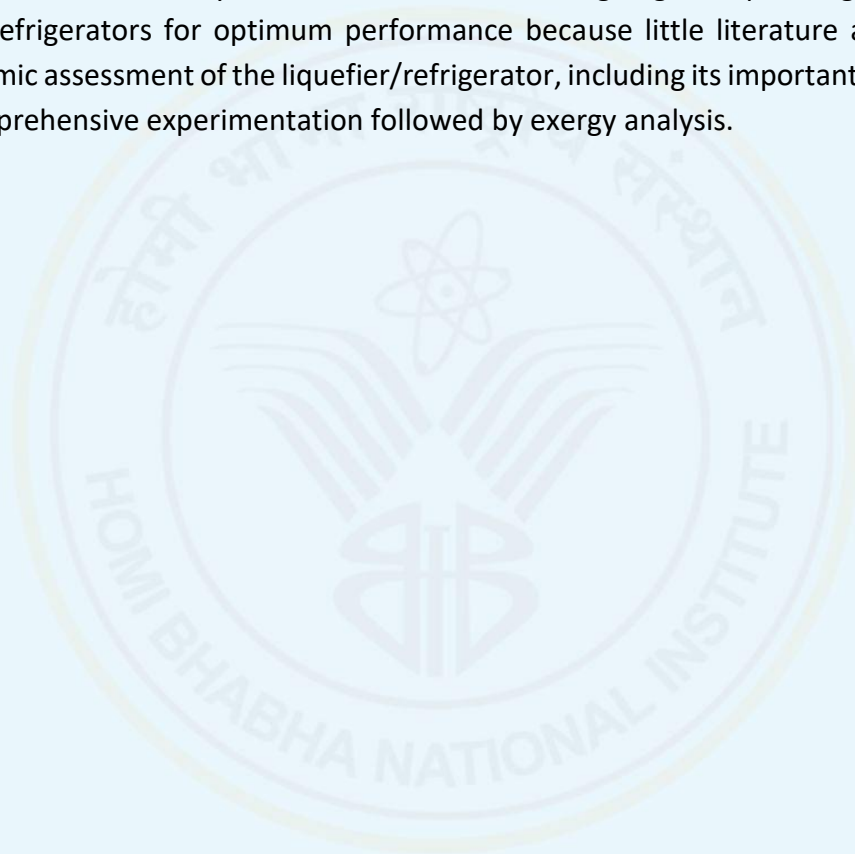 refrigerators for optimum performance because little literature a
mic assessment of the liquefier/refrigerator, including its important
prehensive experimentation followed by exergy analysis.
होमी भाभा राष्ट्रीय संस्थान
HOMI BHABHA NATIONAL INSTITUTE